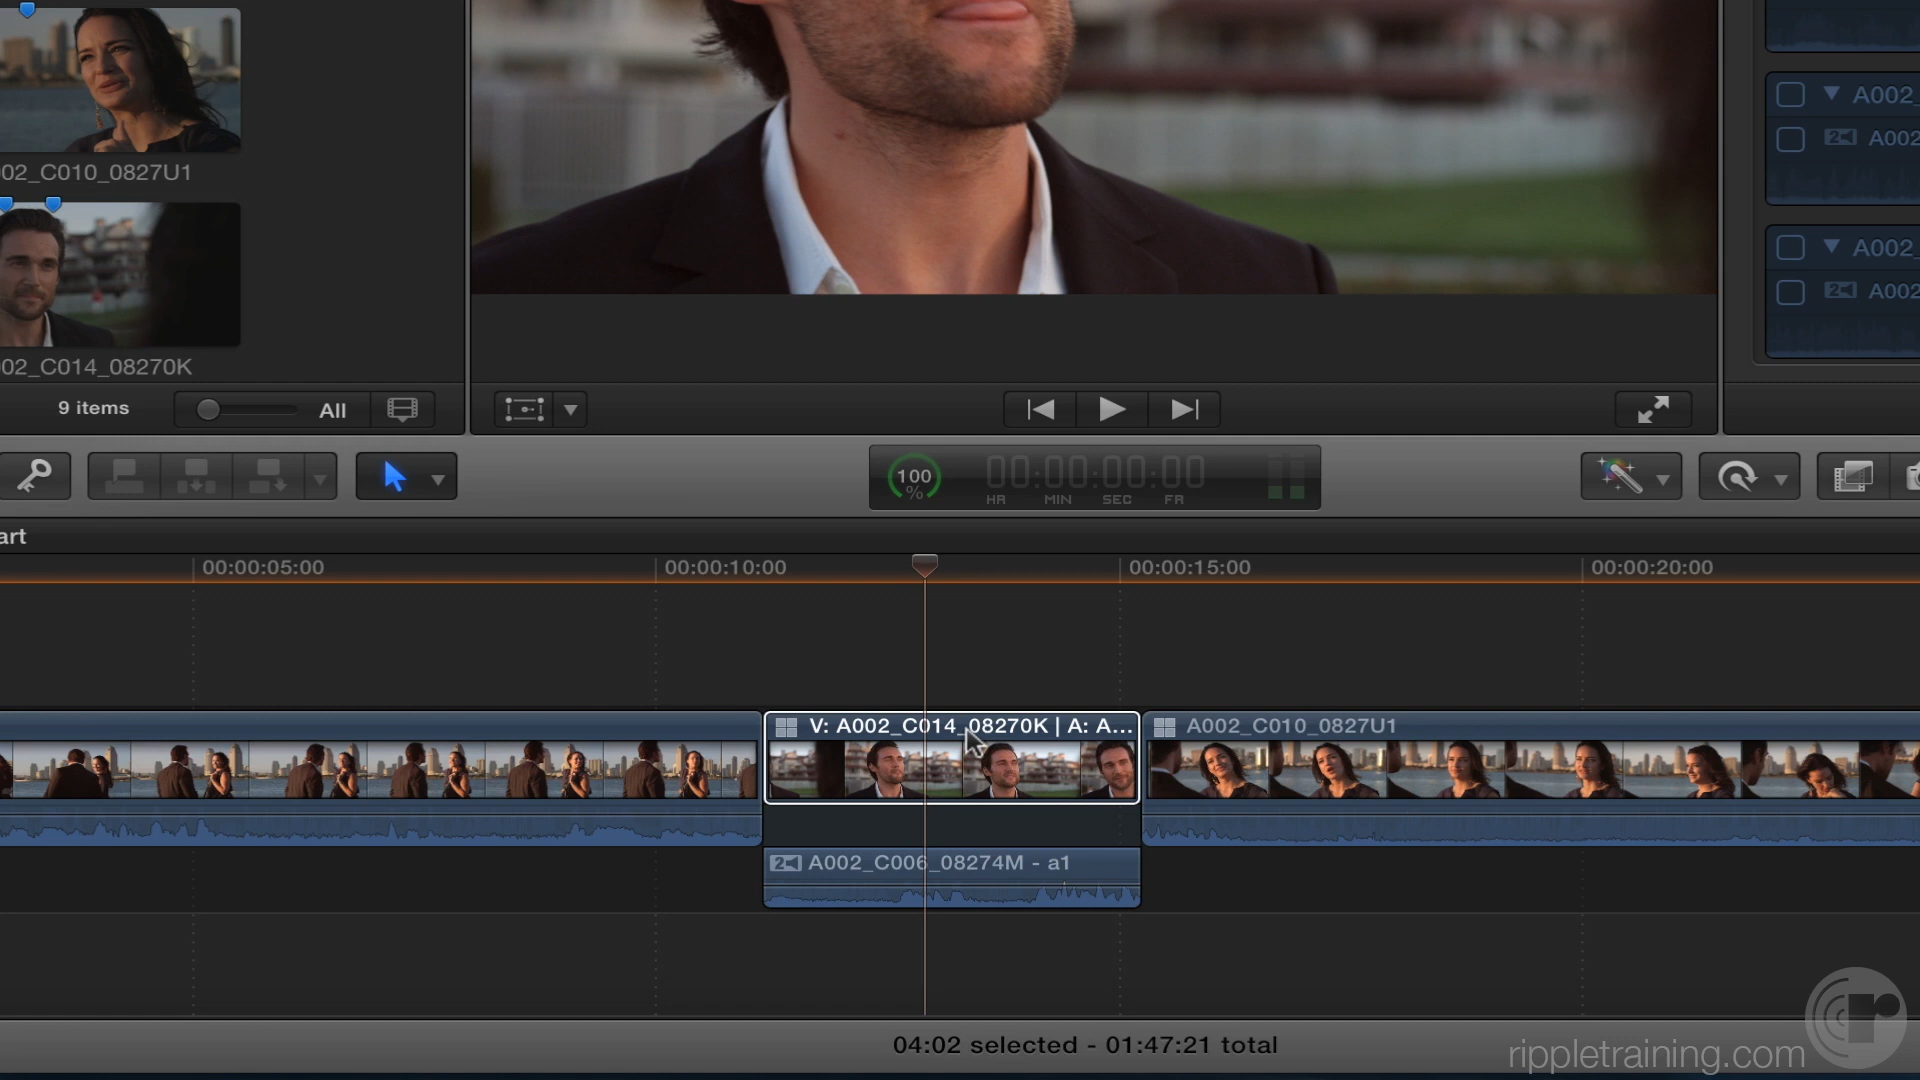 02_C010_0827U1
02_C014_08270K
A002_
A002
A002_
A002
9 items
All
100
%
00:00:00:00
HR MIN SEC FR
art
00:00:05:00
00:00:10:00
00:00:15:00
00:00:20:00
V: A002_C014_08270K | A: A...
A002_C010_0827U1
A002_C006_08274M - a1
04:02 selected - 01:47:21 total
rippletraining.com